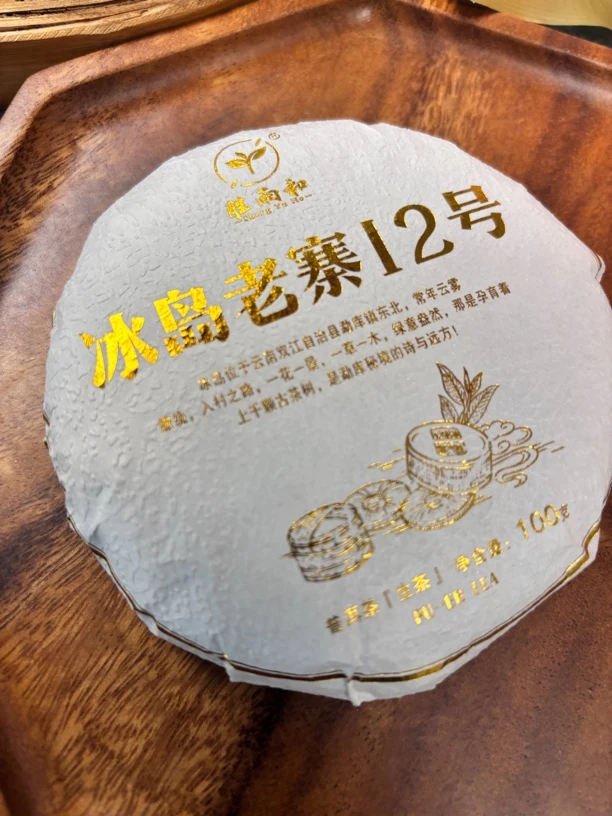 雨和
冰岛老寨12号
冰岛位于云南双江自治县勐库镇东北,常年云雾
入村之路,一花一景,一草一木,绿意盎然,那是孕育着
上千颗古茶树,是勐库秘境的诗与远方!
普洱茶「生茶」 净含量:100克
PU-ER TEA